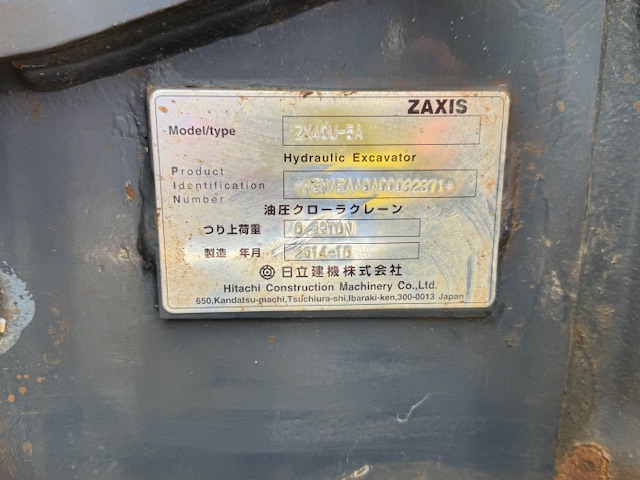 ZAXIS
Model/type ZX40U-5A
Hydraulic Excavator
Product
Identification
Number
油圧クローラクレーン
つり上荷重 0.99TON
製造 年月 2014-10
日立建機株式会社
Hitachi Construction Machinery Co.,Ltd.
650,Kandatsu-machi,Tsuchiura-shi,Ibaraki-ken,300-0013 Japan